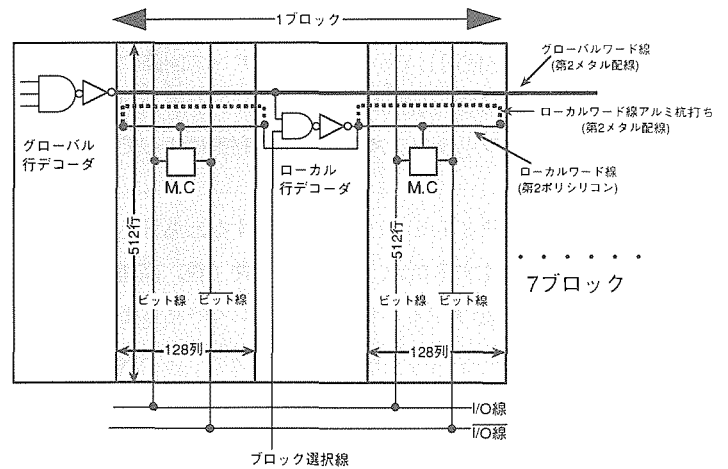 1ブロック
グローバルワード線
(第2メタル配線)
ローカルワード線アルミ杭打ち
(第2メタル配線)
グローバル
行デコーダ
ローカル
行デコーダ
ローカルワード線
(第2ポリシリコン)
M.C
M.C
512行
512行
7ブロック
ビット線
ビット線
ビット線
ビット線
128列
128列
I/O線
I/O線
ブロック選択線